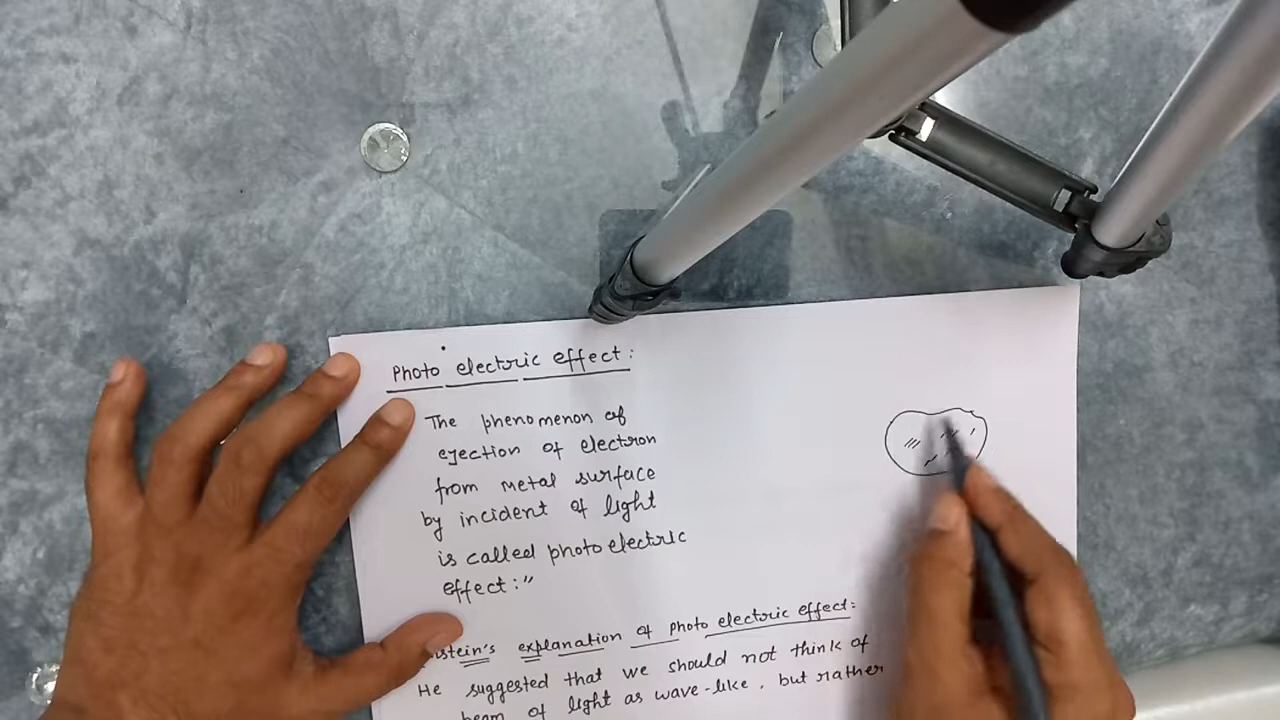 Photo electric effect:
The phenomenon of
ejection of electron
from metal surface
by incident of light
is called photoelectric
effect:"
explanation of photo electric effect:
He suggested that we should not think of
beam of light as wave-like, but rather